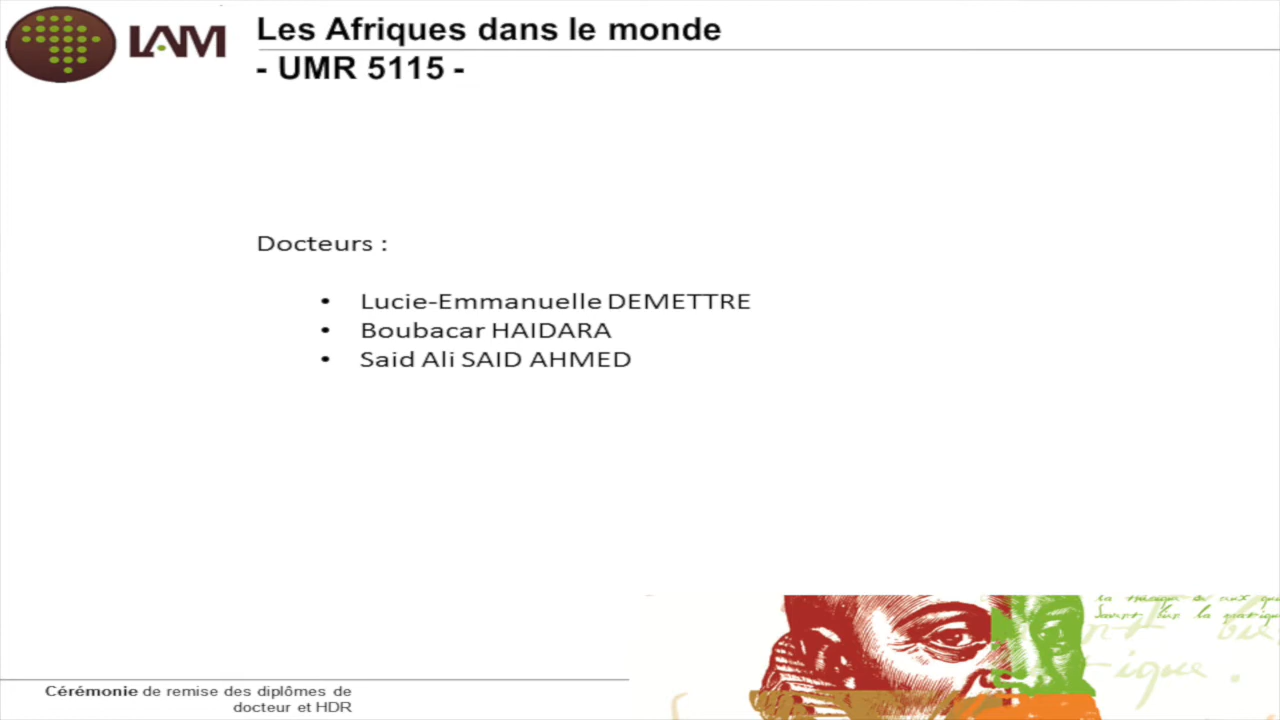 LAM
Les Afriques dans le monde
- UMR 5115 -
Docteurs :
• Lucie-Emmanuelle DEMETTRE
• Boubacar HAIDARA
• Said Ali SAID AHMED
Cérémonie de remise des diplômes de
docteur et HDR